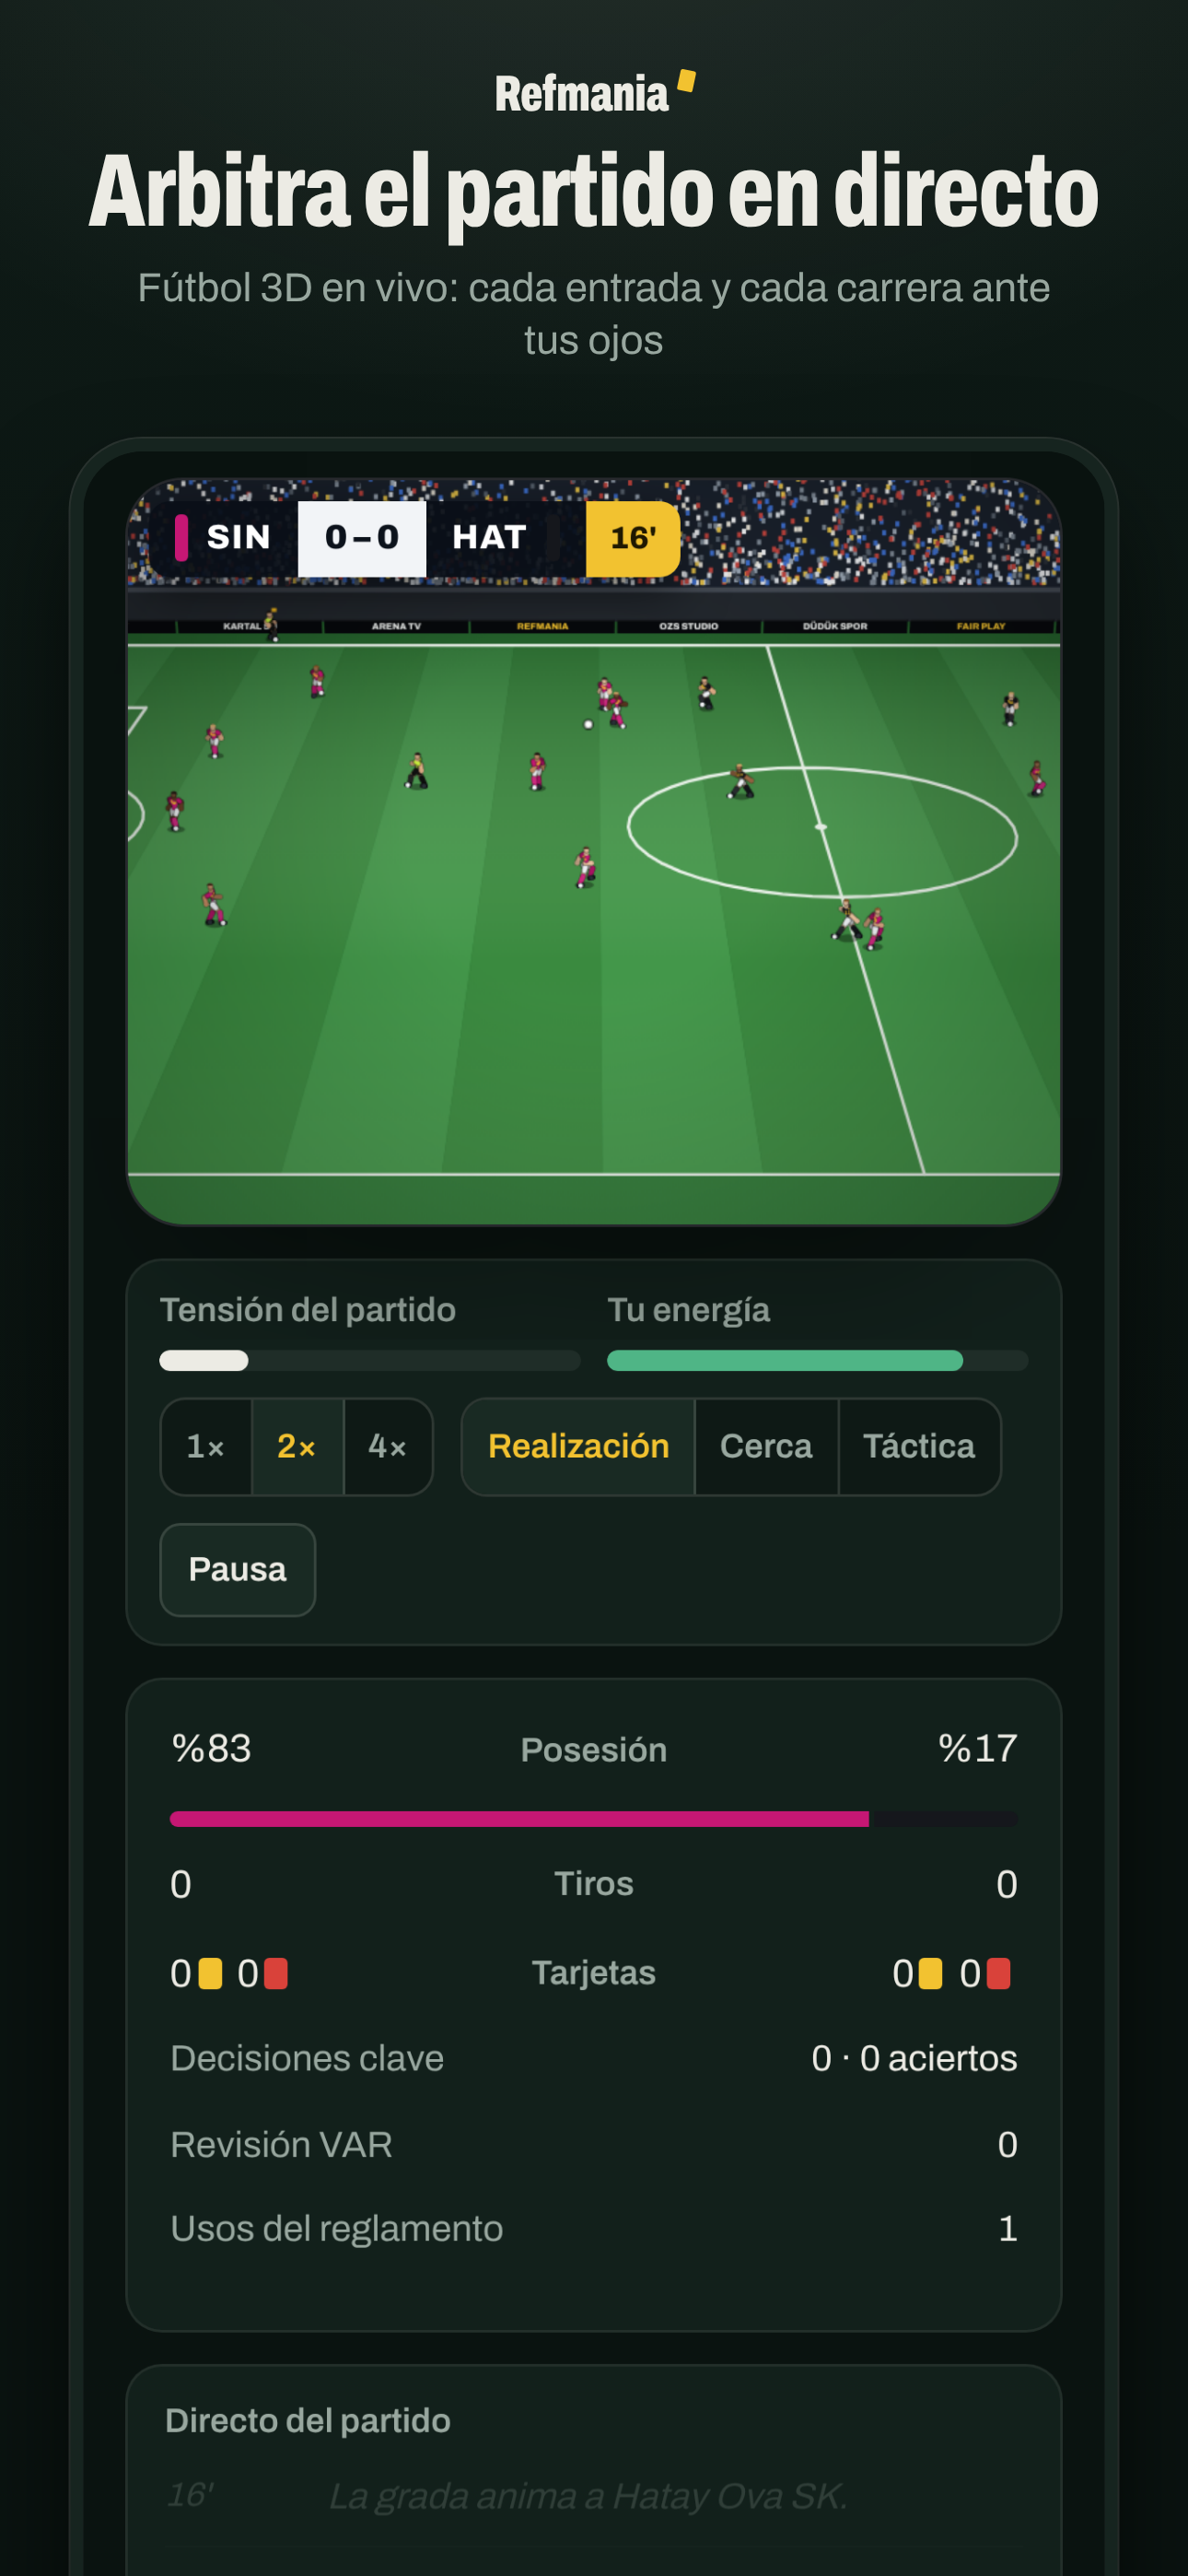 Refmania
Arbitra el partido en directo
Fútbol 3D en vivo: cada entrada y cada carrera ante
tus ojos
SIN 0–0 HAT 16'
KARTAL ARENA TV REFMANIA OZS STUDIO DÜDÜK SPOR FAIR PLAY
Tensión del partido Tu energía
1× 2× 4× Realización Cerca Táctica
Pausa
%83 Posesión %17
0 Tiros 0
0 0 Tarjetas 0 0
Decisiones clave 0 · 0 aciertos
Revisión VAR 0
Usos del reglamento 1
Directo del partido
16' La grada anima a Hatay Ova SK.